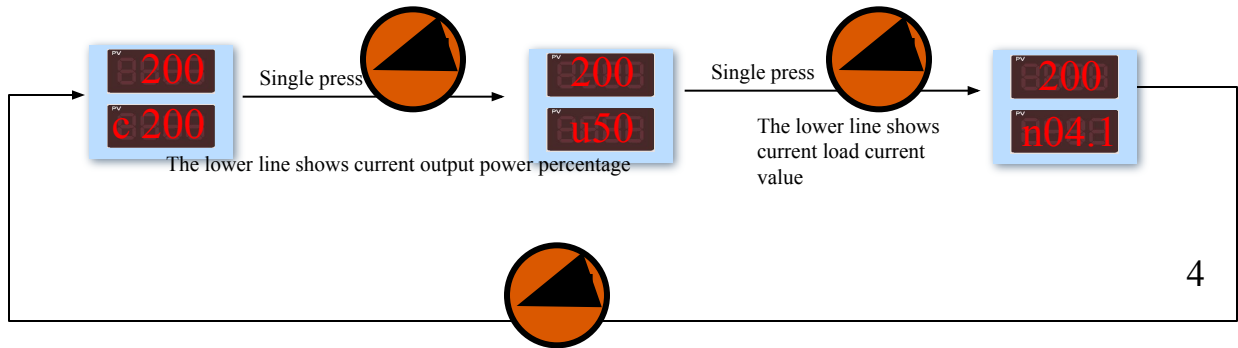 PV
200
PV
c 200
Single press
PV
200
PV
u50
Single press
PV
200
PV
n04.1
The lower line shows current output power percentage
The lower line shows
current load current
value
4